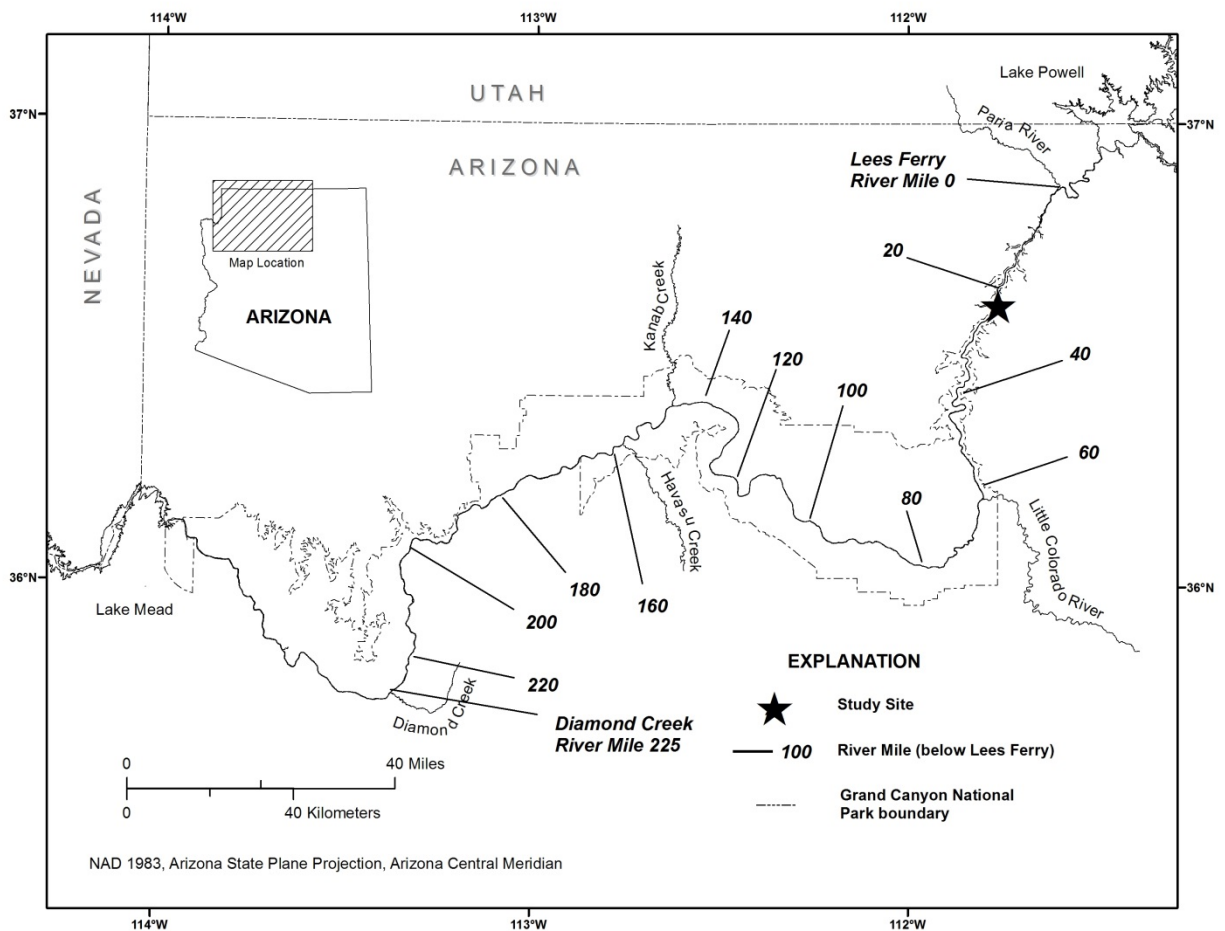 114°W
113°W
112°W
Lake Powell
UTAH
37°N
37°N
Paria River
ARIZONA
Lees Ferry
River Mile 0
NEVADA
20
Map Location
Kanab Creek
ARIZONA
140
120
40
100
60
Havasu Creek
80
Little Colorado River
36°N
36°N
180
160
Lake Mead
200
EXPLANATION
220
Study Site
Diamond Creek
Diamond Creek
River Mile 225
100 River Mile (below Lees Ferry)
0 40 Miles
0 40 Kilometers
Grand Canyon National
Park boundary
NAD 1983, Arizona State Plane Projection, Arizona Central Meridian
114°W
113°W
112°W